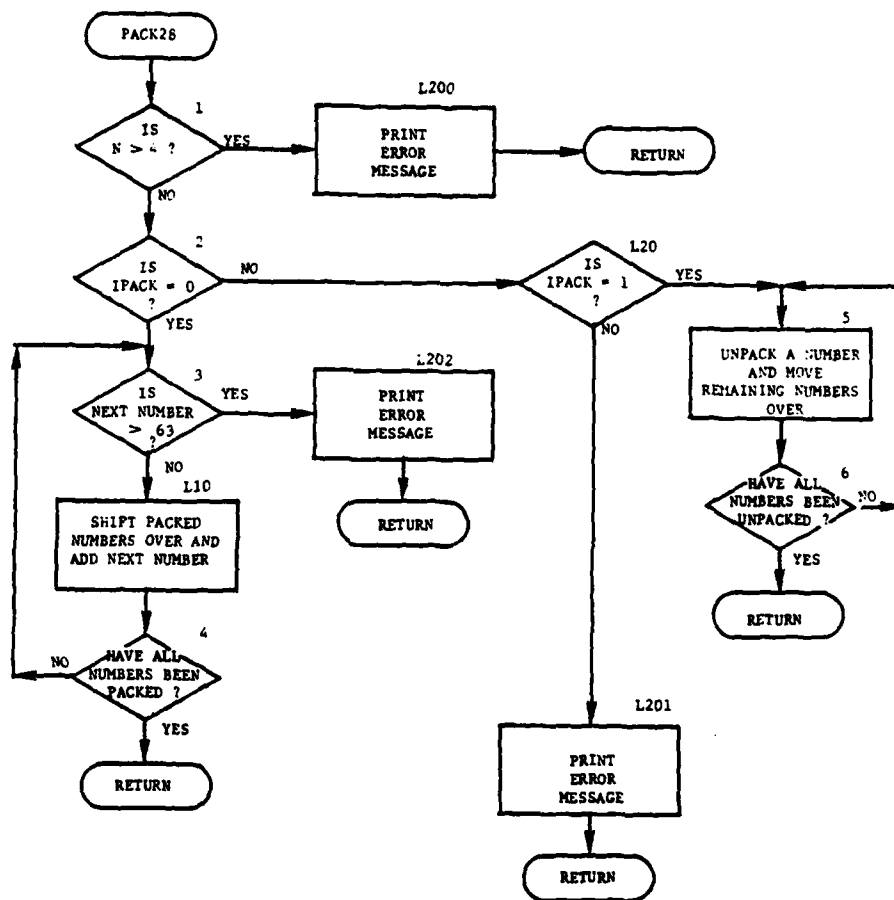 PACK28
1
IS
N > 4 ?
YES
NO
L200
PRINT
ERROR
MESSAGE
RETURN
2
IS
IPACK = 0
?
NO
YES
L20
IS
IPACK = 1
?
YES
NO
5
UNPACK A NUMBER
AND MOVE
REMAINING NUMBERS
OVER
6
HAVE ALL
NUMBERS BEEN
UNPACKED ?
NO
YES
RETURN
3
IS
NEXT NUMBER
> 63
?
YES
NO
L202
PRINT
ERROR
MESSAGE
RETURN
L10
SHIFT PACKED
NUMBERS OVER AND
ADD NEXT NUMBER
4
HAVE ALL
NUMBERS BEEN
PACKED ?
NO
YES
RETURN
L201
PRINT
ERROR
MESSAGE
RETURN